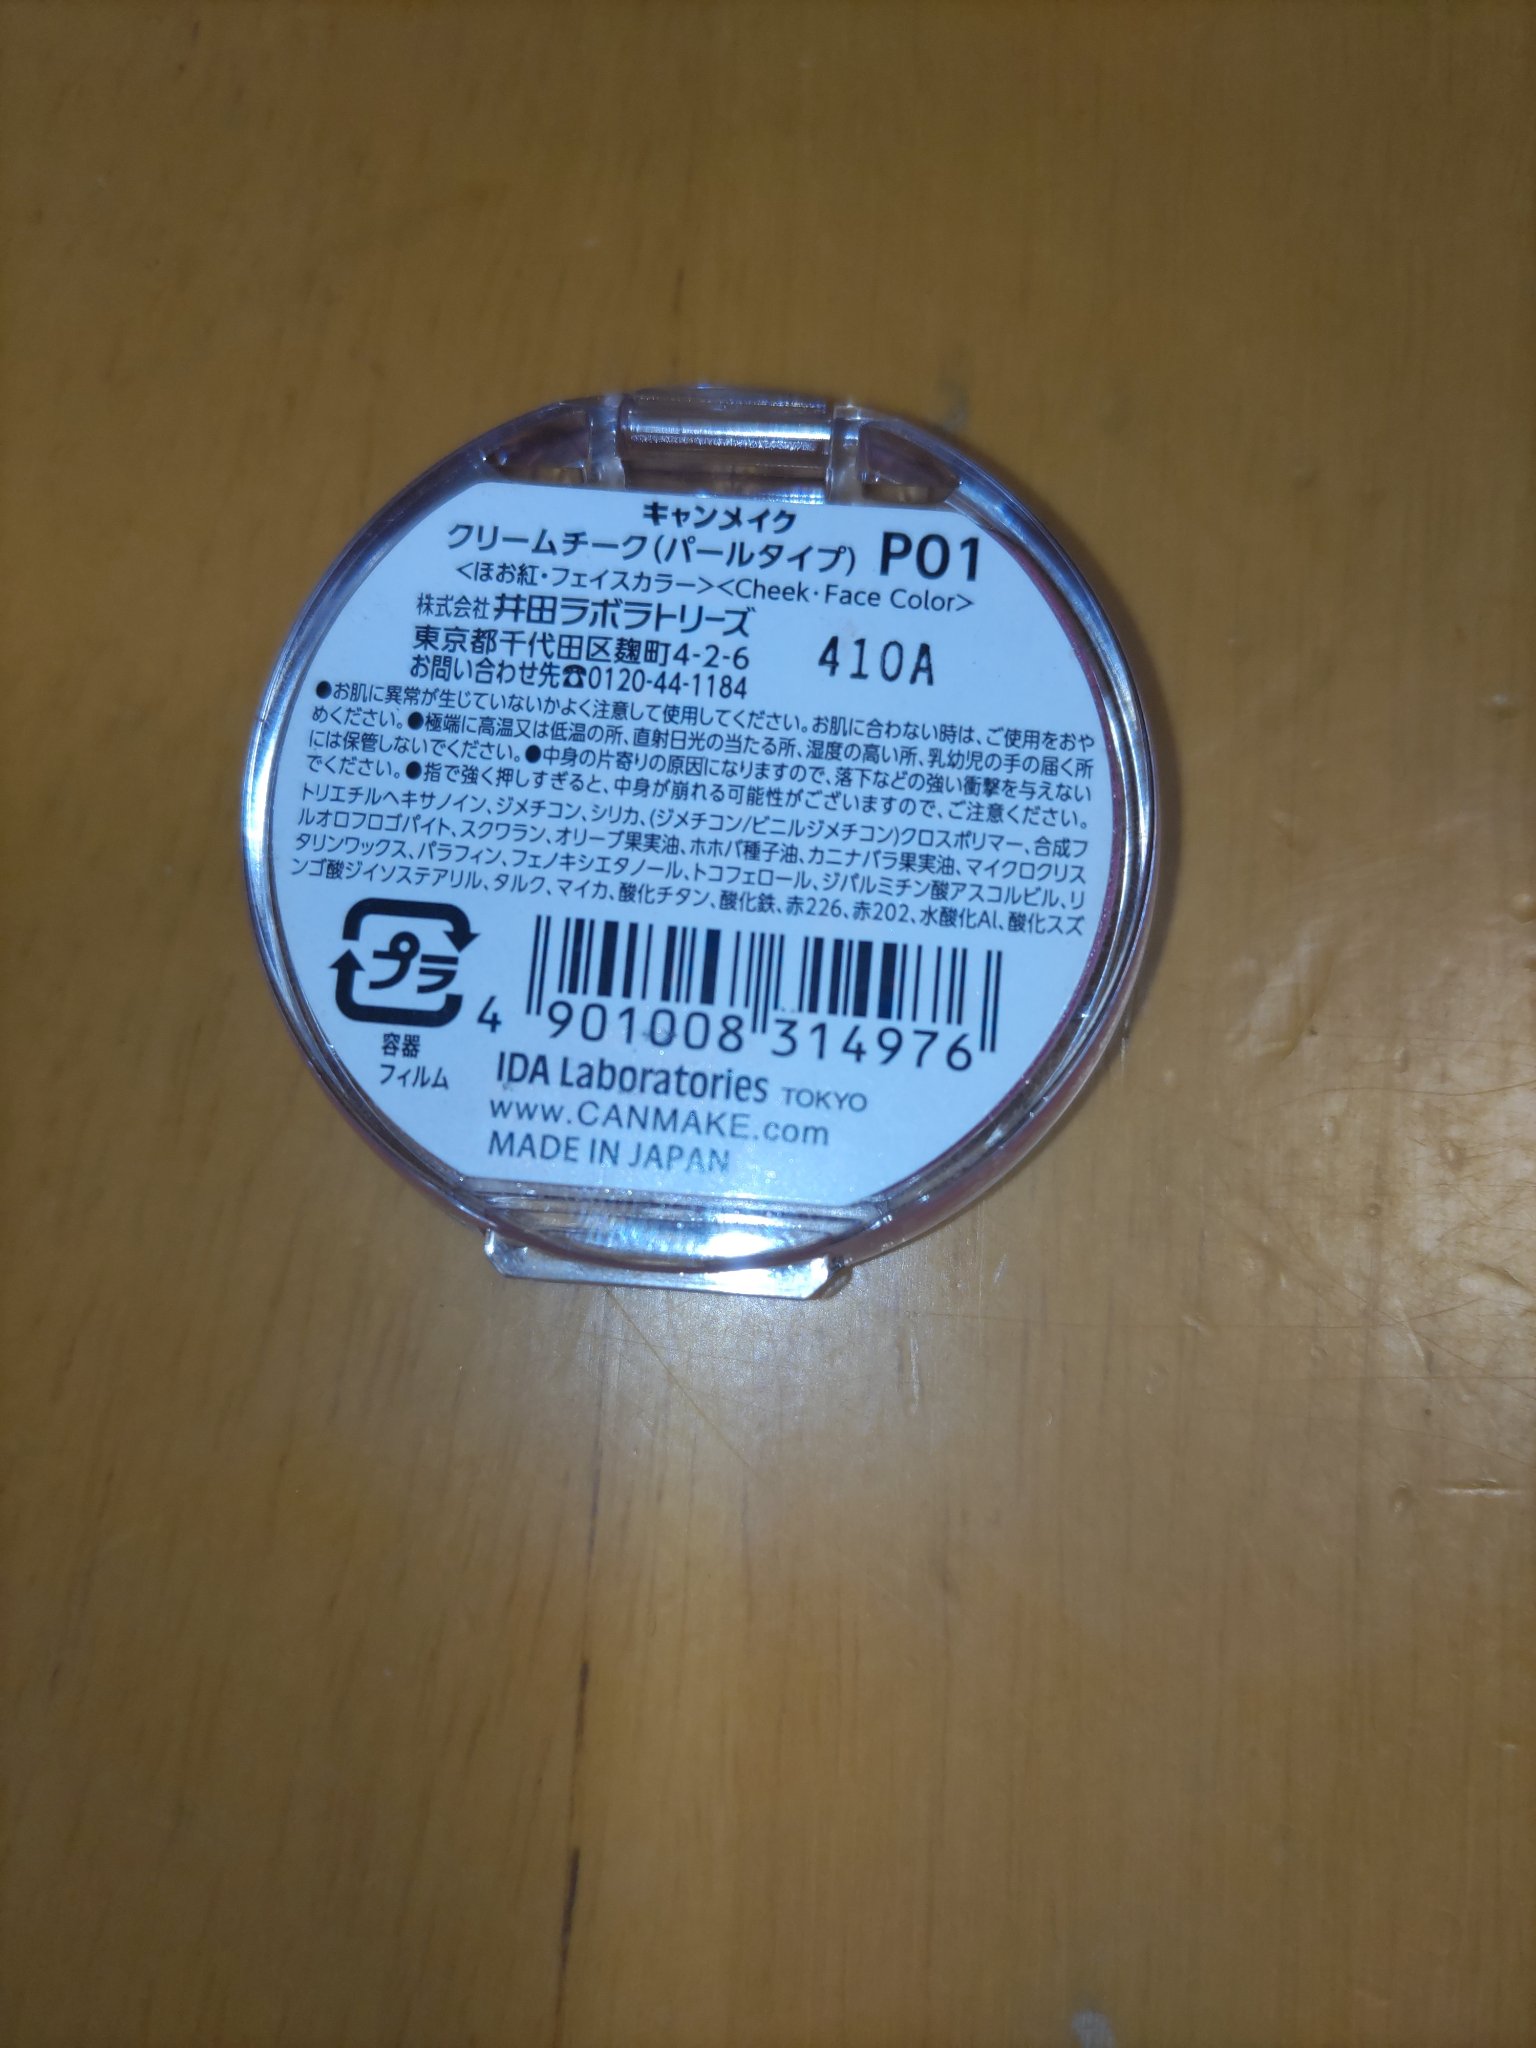 キャンメイク
クリームチーク(パールタイプ) P01
<ほお紅・フェイスカラー><Cheek・Face Color>
株式会社 井田ラボラトリーズ
東京都千代田区麹町4-2-6
410A
お問い合わせ先☎0120-44-1184
●お肌に異常が生じていないかよく注意して使用してください。お肌に合わない時は、ご使用をおや
めください。●極端に高温又は低温の所、直射日光の当たる所、湿度の高い所、乳幼児の手の届く所
には保管しないでください。●中身の片寄りの原因になりますので、落下などの強い衝撃を与えない
でください。●指で強く押しすぎると、中身が崩れる可能性がございますので、ご注意ください。
トリエチルヘキサノイン、ジメチコン、シリカ、(ジメチコン/ビニルジメチコン)クロスポリマー、合成フ
ルオロフロゴパイト、スクワラン、オリーブ果実油、ホホバ種子油、カニナバラ果実油、マイクロクリス
タリンワックス、パラフィン、フェノキシエタノール、トコフェロール、ジパルミチン酸アスコルビル、リ
ンゴ酸ジイソステアリル、タルク、マイカ、酸化チタン、酸化鉄、赤226、赤202、水酸化Al、酸化スズ
プラ
容器
フィルム
4 901008 314976
IDA Laboratories TOKYO
www.CANMAKE.com
MADE IN JAPAN